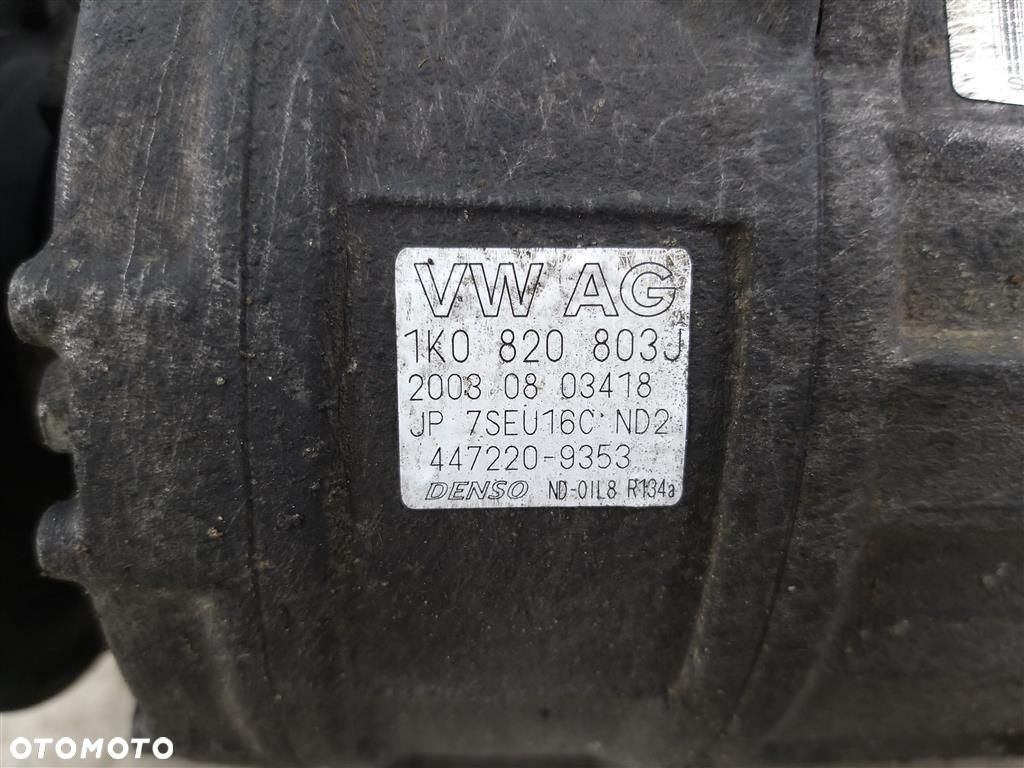 VW AG
1K0 820 803J
2003 08 03418
JP 7SEU16C ND2
447220-9353
DENSO ND-OIL8 R134a
OTOMOTO